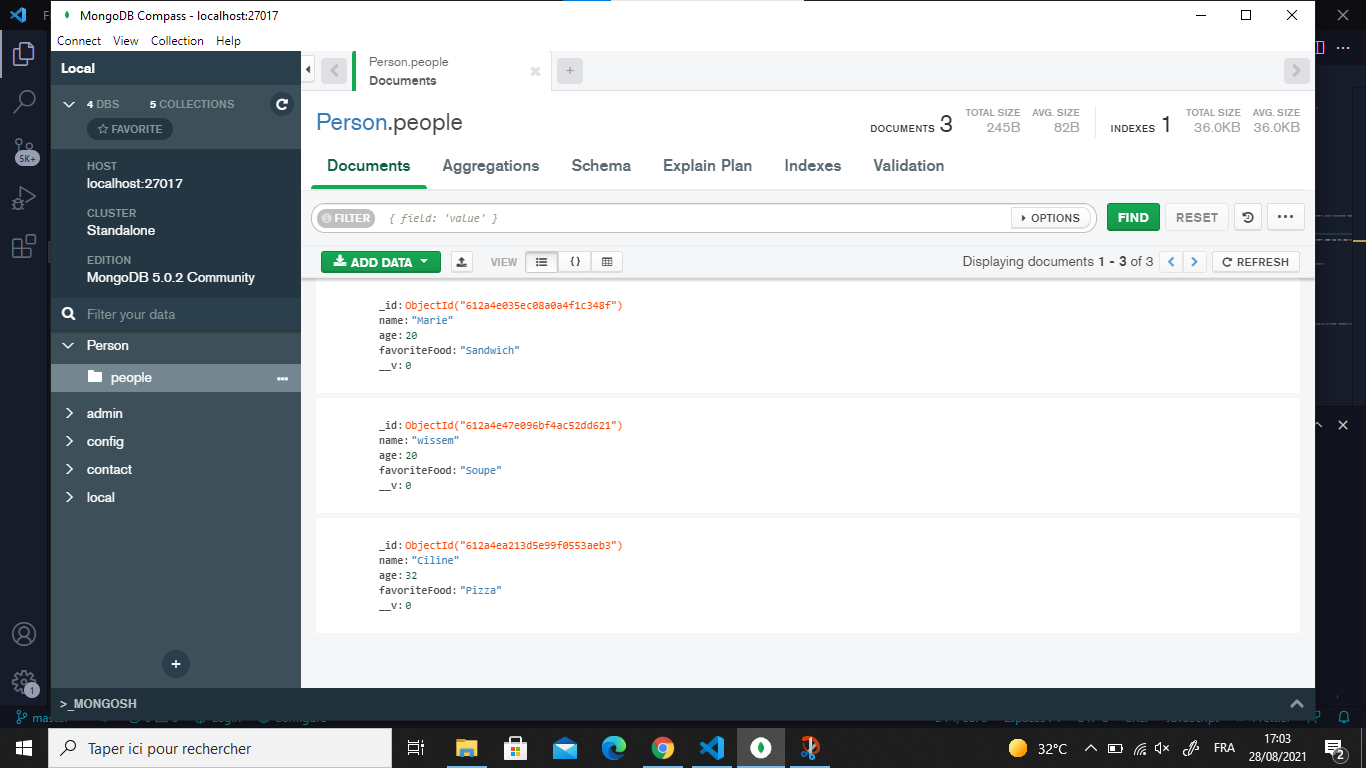 MongoDB Compass - localhost:27017
Connect View Collection Help
Local
4 DBS 5 COLLECTIONS
FAVORITE
HOST
localhost:27017
CLUSTER
Standalone
EDITION
MongoDB 5.0.2 Community
Filter your data
Person
people
admin
config
contact
local
5K+
1
Person.people
Documents
Person.people
DOCUMENTS 3 TOTAL SIZE 245B AVG. SIZE 82B INDEXES 1 TOTAL SIZE 36.0KB AVG. SIZE 36.0KB
Documents Aggregations Schema Explain Plan Indexes Validation
FILTER { field: 'value' } OPTIONS FIND RESET
ADD DATA VIEW {} Displaying documents 1 - 3 of 3 REFRESH
_id: ObjectId("612a4e035ec08a0a4f1c348f")
name: "Marie"
age: 20
favoriteFood: "Sandwich"
__v: 0
_id: ObjectId("612a4e47e096bf4ac52dd621")
name: "wissem"
age: 20
favoriteFood: "Soupe"
__v: 0
_id: ObjectId("612a4ea213d5e99f0553aeb3")
name: "Ciline"
age: 32
favoriteFood: "Pizza"
__v: 0
>_MONGOSH
Taper ici pour rechercher
32°C FRA 17:03
28/08/2021
2